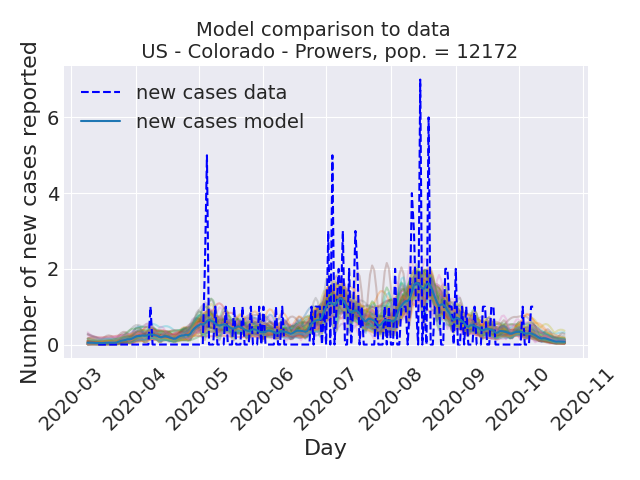 Model comparison to data
US - Colorado - Prowers, pop. = 12172
Number of new cases reported
6
4
2
0
new cases data
new cases model
2020-03
2020-04
2020-05
2020-06
2020-07
2020-08
2020-09
2020-10
2020-11
Day